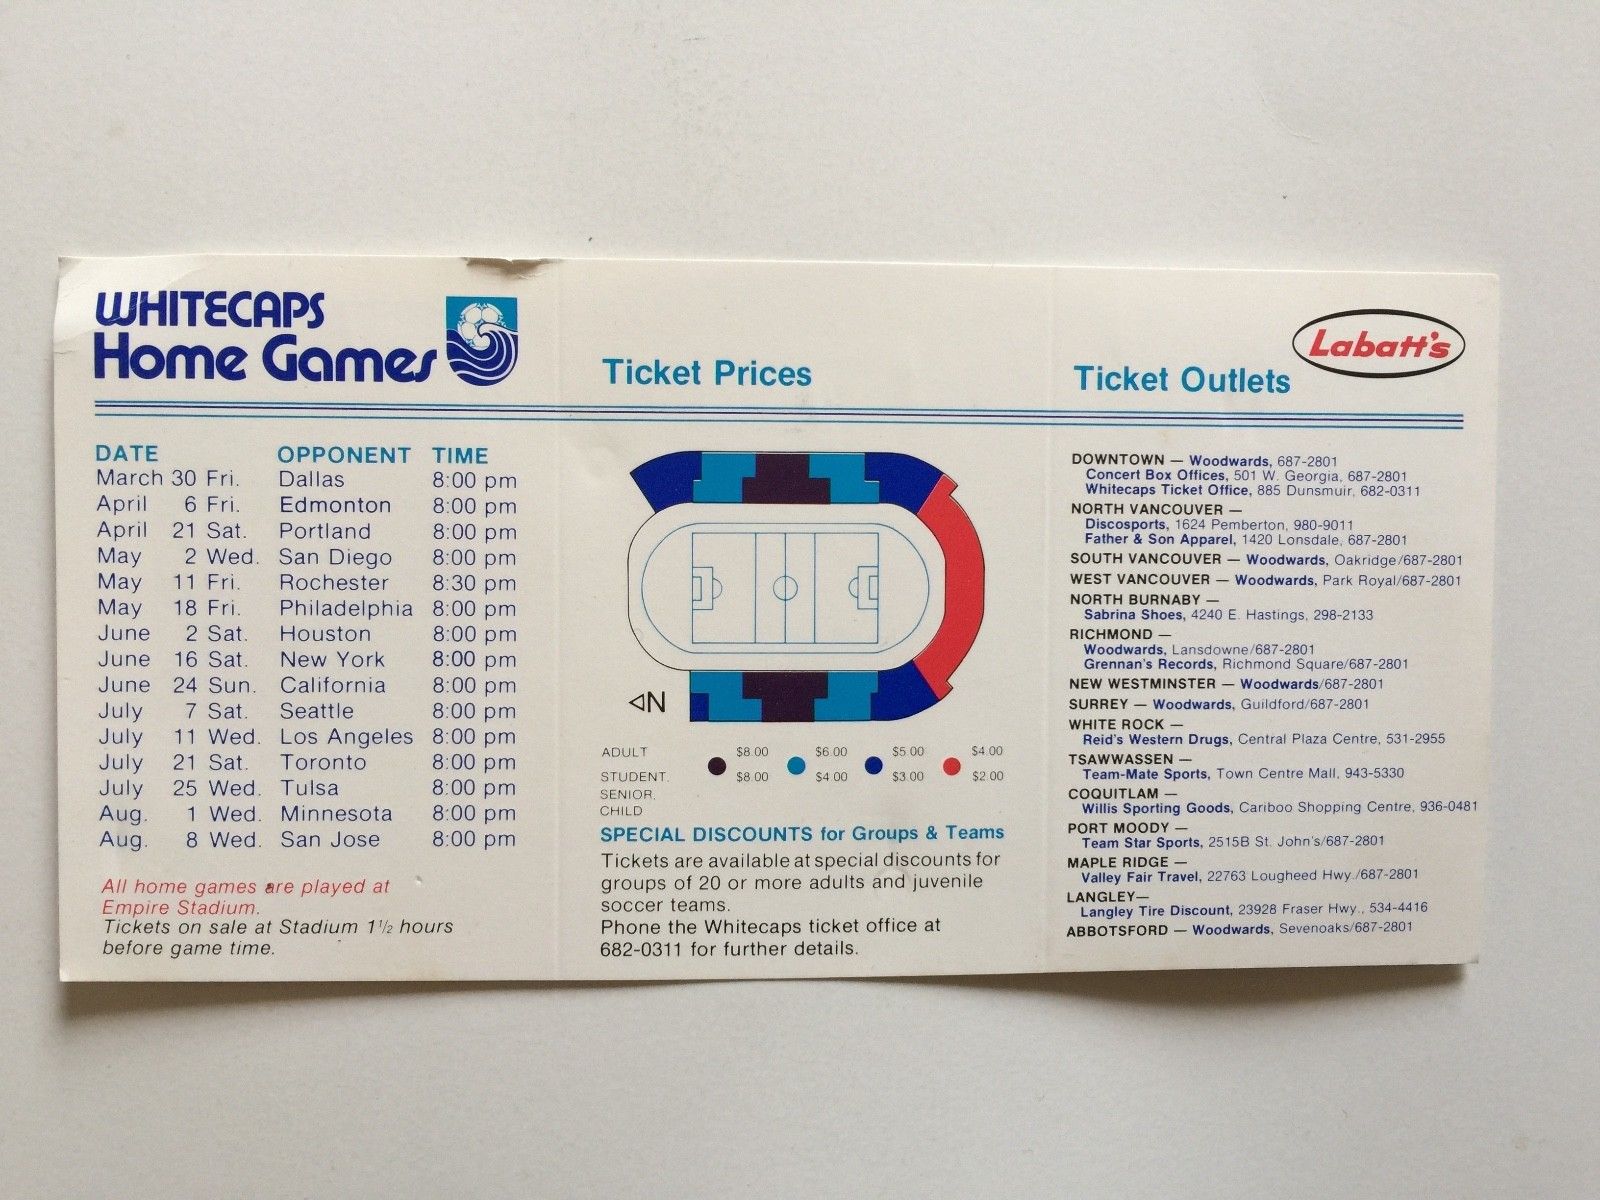 WHITECAPS
Home Games
DATE OPPONENT TIME
March 30 Fri. Dallas 8:00 pm
April 6 Fri. Edmonton 8:00 pm
April 21 Sat. Portland 8:00 pm
May 2 Wed. San Diego 8:00 pm
May 11 Fri. Rochester 8:30 pm
May 18 Fri. Philadelphia 8:00 pm
June 2 Sat. Houston 8:00 pm
June 16 Sat. New York 8:00 pm
June 24 Sun. California 8:00 pm
July 7 Sat. Seattle 8:00 pm
July 11 Wed. Los Angeles 8:00 pm
July 21 Sat. Toronto 8:00 pm
July 25 Wed. Tulsa 8:00 pm
Aug. 1 Wed. Minnesota 8:00 pm
Aug. 8 Wed. San Jose 8:00 pm
All home games are played at
Empire Stadium.
Tickets on sale at Stadium 1½ hours
before game time.
Ticket Prices
N
ADULT $8.00 $6.00 $5.00 $4.00
STUDENT, $8.00 $4.00 $3.00 $2.00
SENIOR,
CHILD
SPECIAL DISCOUNTS for Groups & Teams
Tickets are available at special discounts for
groups of 20 or more adults and juvenile
soccer teams.
Phone the Whitecaps ticket office at
682-0311 for further details.
Labatt's
Ticket Outlets
DOWNTOWN — Woodwards, 687-2801
Concert Box Offices, 501 W. Georgia, 687-2801
Whitecaps Ticket Office, 885 Dunsmuir, 682-0311
NORTH VANCOUVER —
Discosports, 1624 Pemberton, 980-9011
Father & Son Apparel, 1420 Lonsdale, 687-2801
SOUTH VANCOUVER — Woodwards, Oakridge/687-2801
WEST VANCOUVER — Woodwards, Park Royal/687-2801
NORTH BURNABY —
Sabrina Shoes, 4240 E. Hastings, 298-2133
RICHMOND —
Woodwards, Lansdowne/687-2801
Grennan's Records, Richmond Square/687-2801
NEW WESTMINSTER — Woodwards/687-2801
SURREY — Woodwards, Guildford/687-2801
WHITE ROCK —
Reid's Western Drugs, Central Plaza Centre, 531-2955
TSAWWASSEN —
Team-Mate Sports, Town Centre Mall, 943-5330
COQUITLAM —
Willis Sporting Goods, Cariboo Shopping Centre, 936-0481
PORT MOODY —
Team Star Sports, 2515B St. John's/687-2801
MAPLE RIDGE —
Valley Fair Travel, 22763 Lougheed Hwy./687-2801
LANGLEY—
Langley Tire Discount, 23928 Fraser Hwy., 534-4416
ABBOTSFORD — Woodwards, Sevenoaks/687-2801